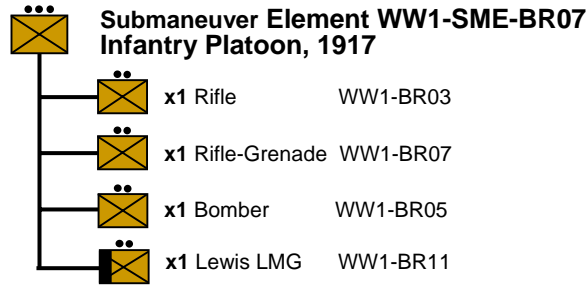 Submaneuver Element WW1-SME-BR07
Infantry Platoon, 1917
x1 Rifle WW1-BR03
x1 Rifle-Grenade WW1-BR07
x1 Bomber WW1-BR05
x1 Lewis LMG WW1-BR11